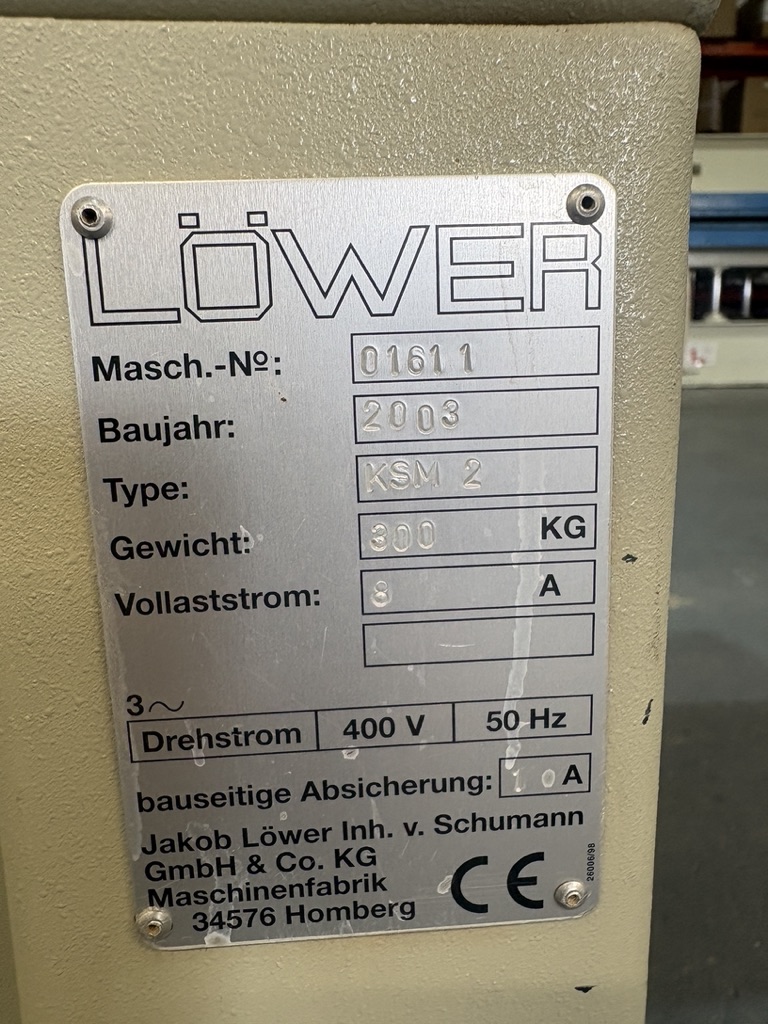 LÖWER
Masch.-Nº: 01611
Baujahr: 2003
Type: KSM 2
Gewicht: 300 KG
Vollaststrom: 8 A
3~
Drehstrom 400 V 50 Hz
bauseitige Absicherung: 10 A
Jakob Löwer Inh. v. Schumann
GmbH & Co. KG
Maschinenfabrik
34576 Homberg
CE
26006/98